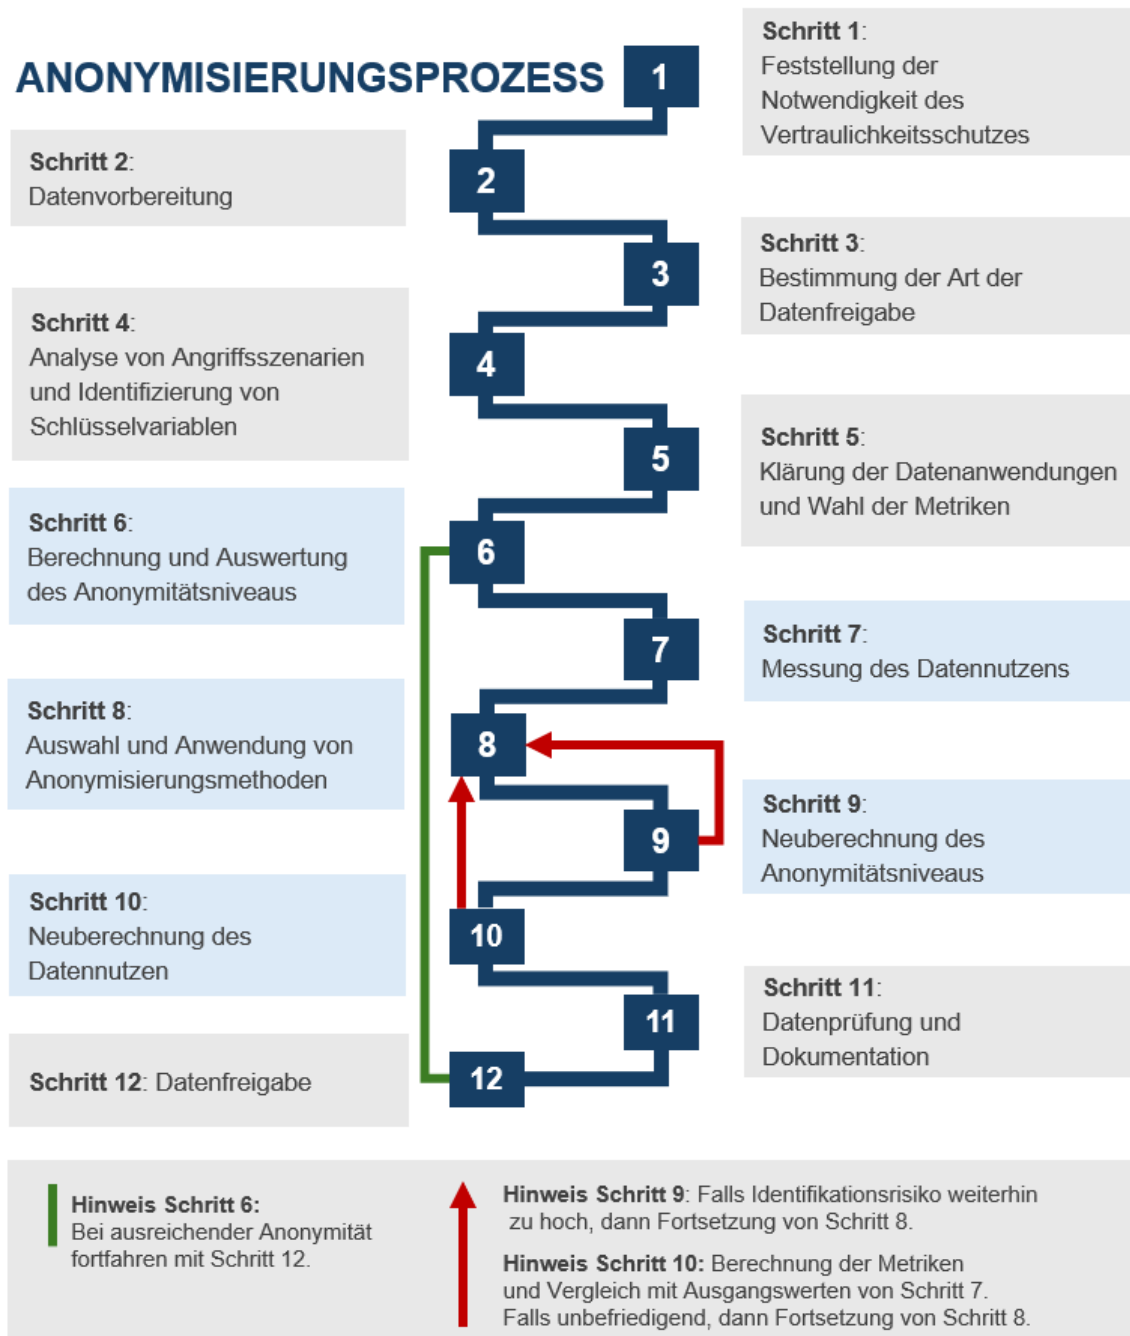 ANONYMISIERUNGSPROZESS
1
Schritt 1:
Feststellung der
Notwendigkeit des
Vertraulichkeitsschutzes
Schritt 2:
Datenvorbereitung
2
3
Schritt 3:
Bestimmung der Art der
Datenfreigabe
Schritt 4:
Analyse von Angriffsszenarien
und Identifizierung von
Schlüsselvariablen
4
5
Schritt 5:
Klärung der Datenanwendungen
und Wahl der Metriken
Schritt 6:
Berechnung und Auswertung
des Anonymitätsniveaus
6
7
Schritt 7:
Messung des Datennutzens
Schritt 8:
Auswahl und Anwendung von
Anonymisierungsmethoden
8
9
Schritt 9:
Neuberechnung des
Anonymitätsniveaus
Schritt 10:
Neuberechnung des
Datennutzen
10
11
Schritt 11:
Datenprüfung und
Dokumentation
Schritt 12: Datenfreigabe
12
Hinweis Schritt 6:
Bei ausreichender Anonymität
fortfahren mit Schritt 12.
Hinweis Schritt 9: Falls Identifikationsrisiko weiterhin
zu hoch, dann Fortsetzung von Schritt 8.
Hinweis Schritt 10: Berechnung der Metriken
und Vergleich mit Ausgangswerten von Schritt 7.
Falls unbefriedigend, dann Fortsetzung von Schritt 8.